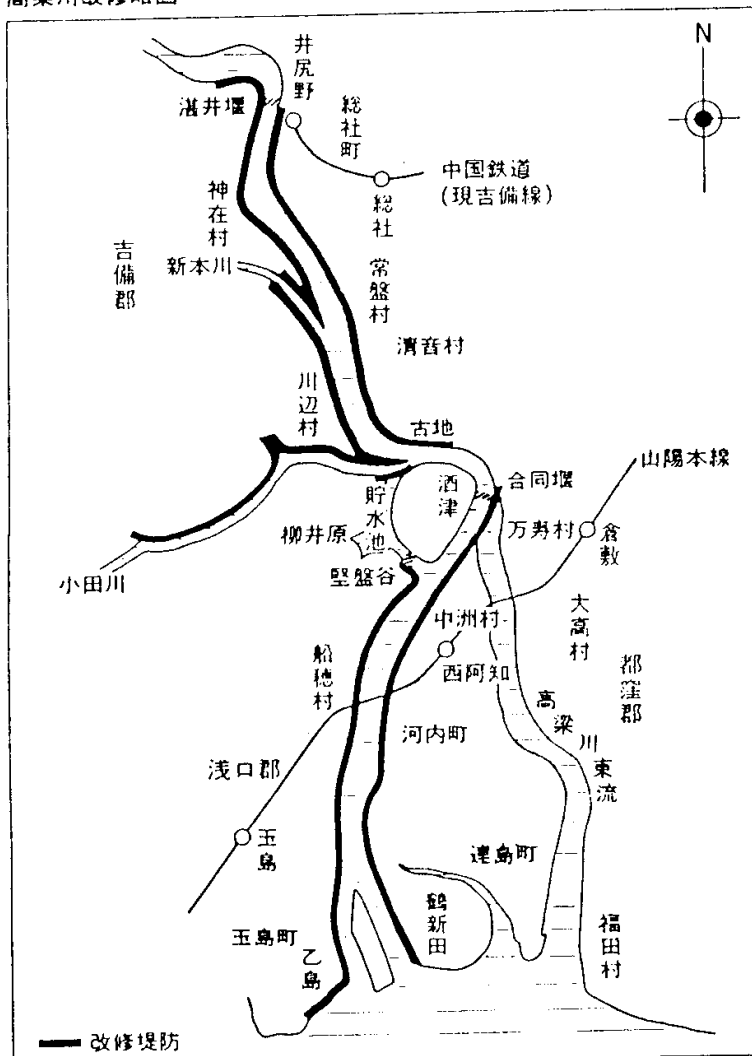 高梁川改修略図
N
井尻野
湛井堰
総社町
中国鉄道
(現吉備線)
総社
神在村
吉備郡
新本川
常盤村
清音村
川辺村
古地
酒津
合同堰
山陽本線
貯水池
柳井原
万寿村
倉敷
堅盤谷
小田川
中洲村
大高村
船穂村
西阿知
都窪郡
高梁川東流
河内町
浅口郡
玉島
連島町
鶴新田
福田村
玉島町
乙島
改修堤防